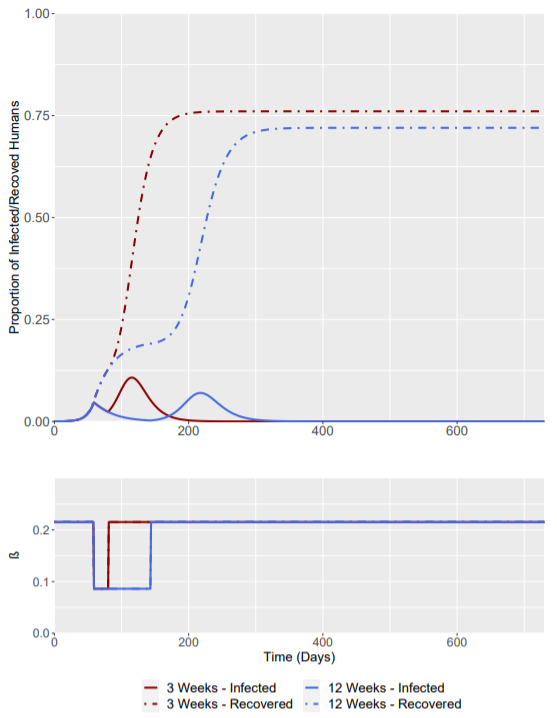 1.00
0.75
0.50
0.25
0.00
Proportion of Infected/Recoved Humans
0 200 400 600
0.2
0.1
0.0
ß
0 200 400 600
Time (Days)
3 Weeks - Infected 12 Weeks - Infected
3 Weeks - Recovered 12 Weeks - Recovered